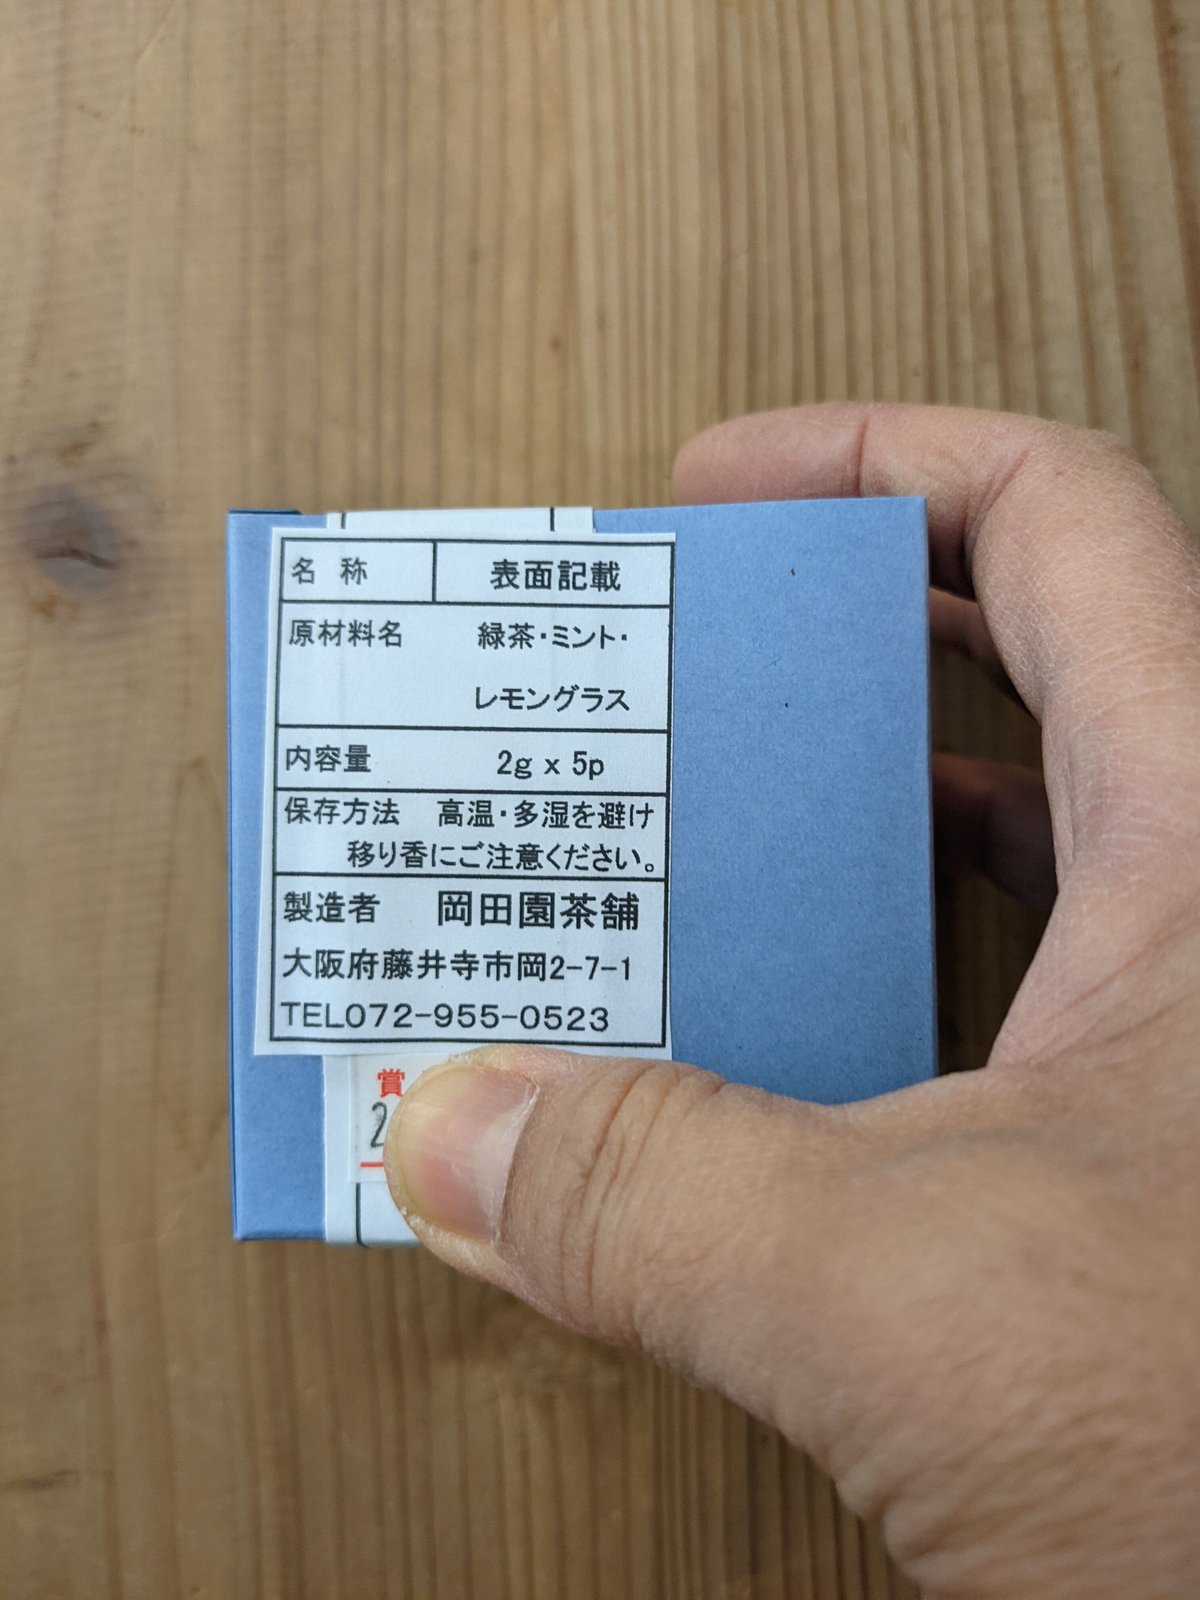 名 称 表面記載
原材料名 緑茶・ミント・
レモングラス
内容量 2g x 5p
保存方法 高温・多湿を避け
移り香にご注意ください。
製造者 岡田園茶舗
大阪府藤井寺市岡2-7-1
TEL072-955-0523
賞
2